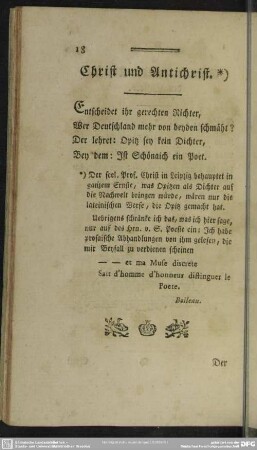 18
Christ und Antichrist.*)
Entscheidet ihr gerechten Richter,
Wer Deutschland mehr von beyden schmäht?
Der lehret: Opitz sey kein Dichter,
Bey dem: Ist Schönaich ein Poet.
*) Der seel. Prof. Christ in Leipzig behauptet in
ganzem Ernste, was Opitzen als Dichter auf
die Nachwelt bringen würde, wären nur die
lateinischen Verse, die Opitz gemacht hat.
Uebrigens schränke ich das, was ich hier sage,
nur auf des Hrn. v. S. Poesie ein: Ich habe
prosaische Abhandlungen von ihm gelesen, die
mir Beyfall zu verdienen scheinen
— — et ma Muse discrete
Sait d'homme d'honneur distinguer le
Poete.
Boileau.
Der